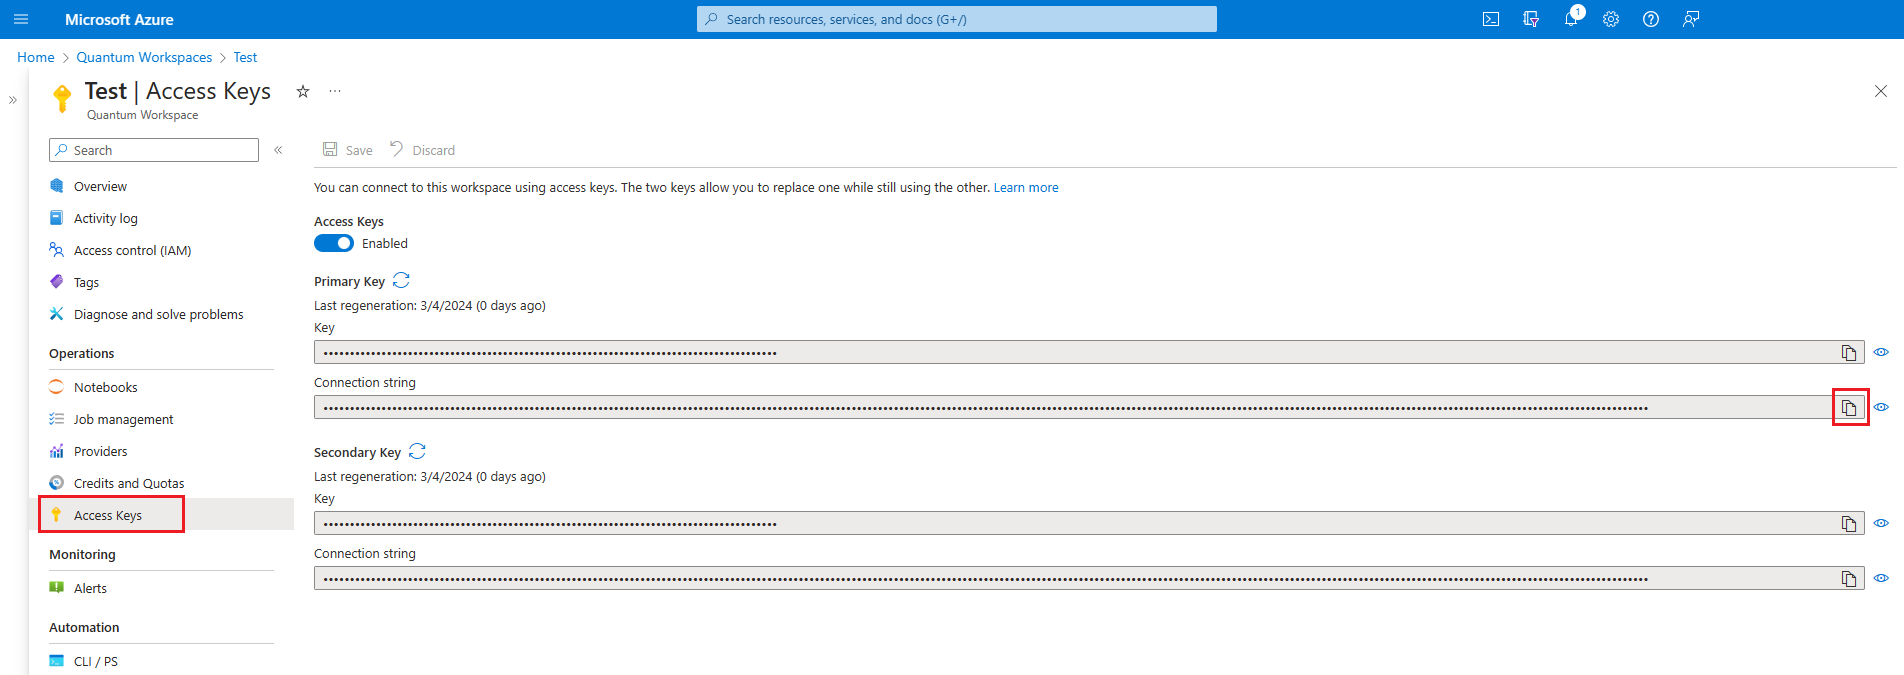 Microsoft Azure
Search resources, services, and docs (G+/)
1
Home > Quantum Workspaces > Test
Test | Access Keys
Quantum Workspace
Search
Overview
Activity log
Access control (IAM)
Tags
Diagnose and solve problems
Operations
Notebooks
Job management
Providers
Credits and Quotas
Access Keys
Monitoring
Alerts
Automation
CLI / PS
Save
Discard
You can connect to this workspace using access keys. The two keys allow you to replace one while still using the other. Learn more
Access Keys
Enabled
Primary Key
Last regeneration: 3/4/2024 (0 days ago)
Key
Connection string
Secondary Key
Last regeneration: 3/4/2024 (0 days ago)
Key
Connection string